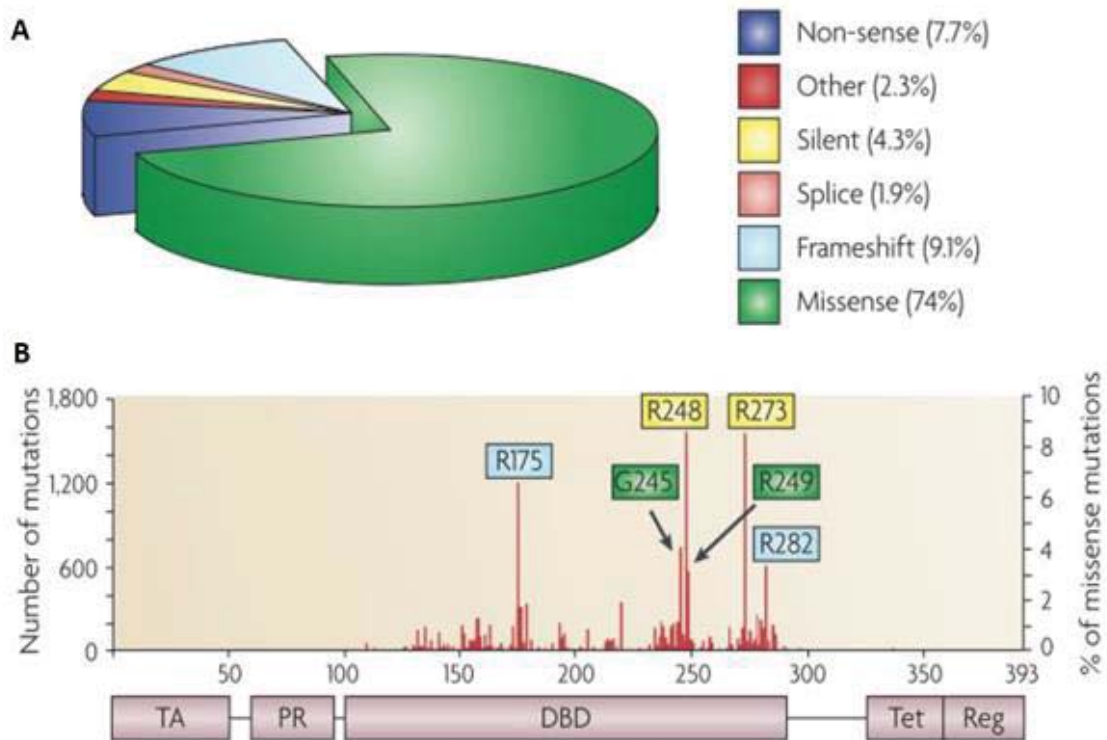 A
Non-sense (7.7%)
Other (2.3%)
Silent (4.3%)
Splice (1.9%)
Frameshift (9.1%)
Missense (74%)
B
Number of mutations
1,800
1,200
600
0
R175
G245
R248
R273
R249
R282
10
8
6
4
2
0
% of missense mutations
50 100 150 200 250 300 350 393
TA PR DBD Tet Reg